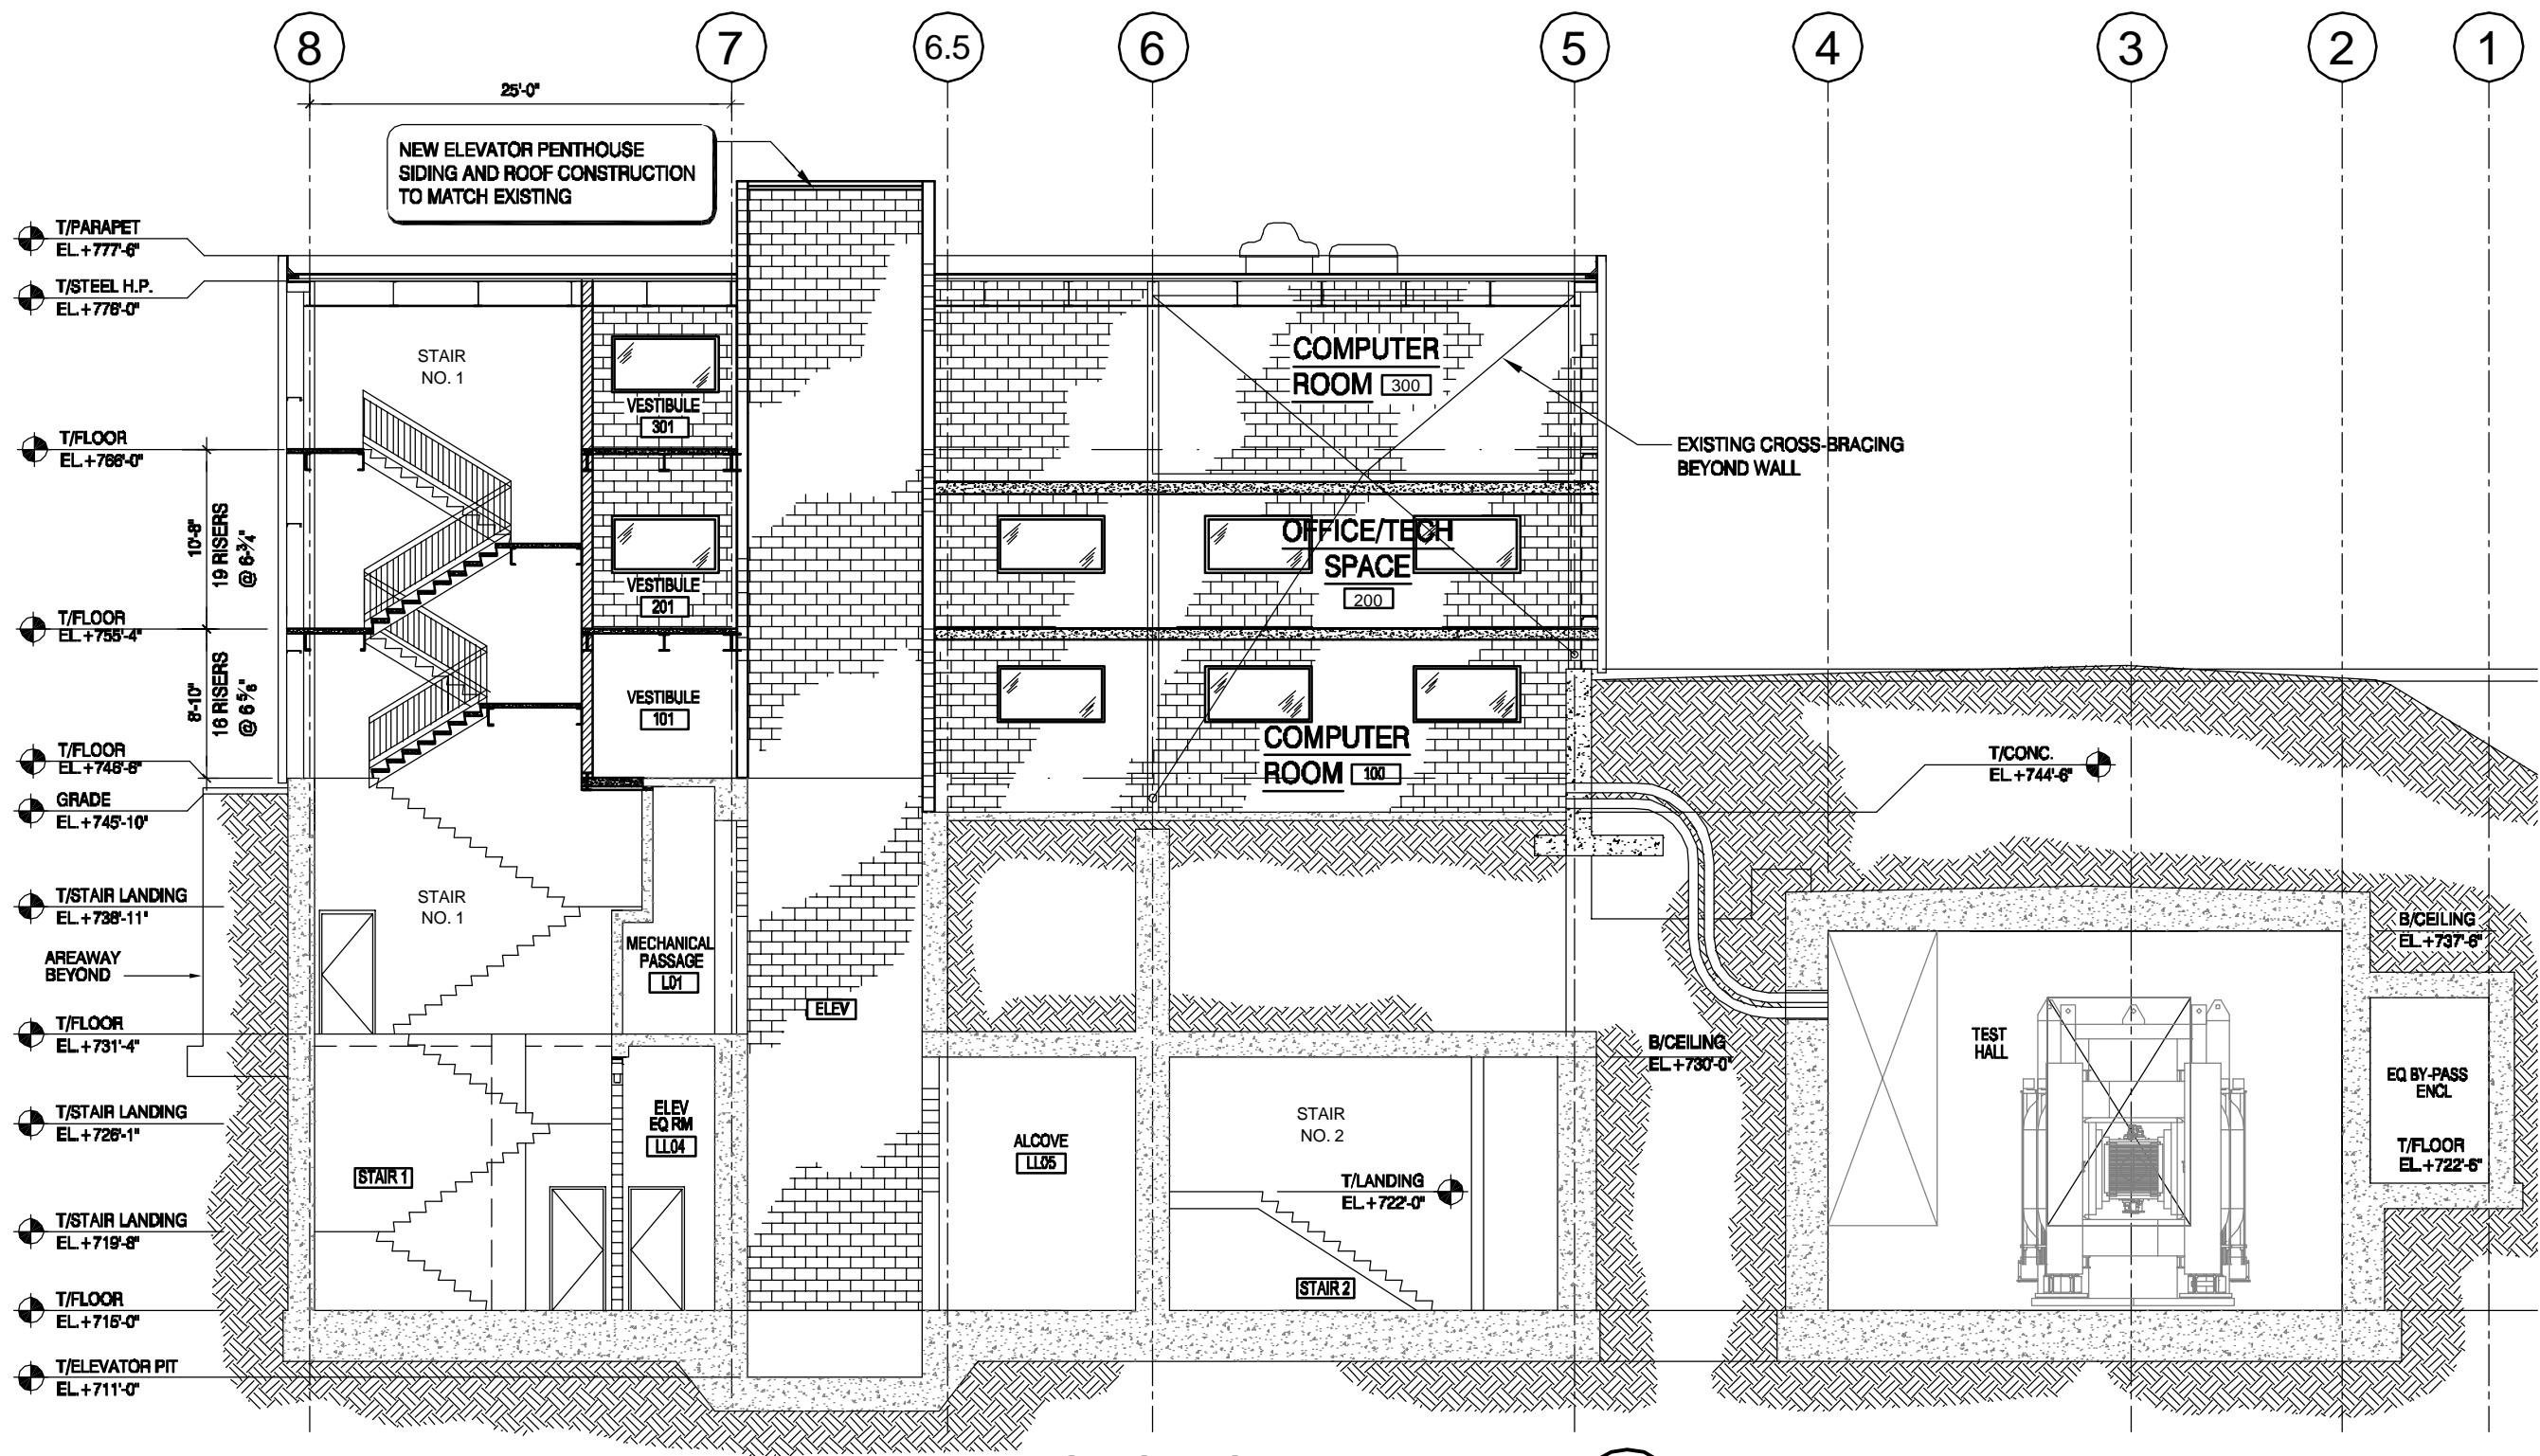 8
7
6.5
6
5
4
3
2
1
25'-0"
NEW ELEVATOR PENTHOUSE
SIDING AND ROOF CONSTRUCTION
TO MATCH EXISTING
T/PARAPET
EL.+777'-6"
T/STEEL H.P.
EL.+776'-0"
T/FLOOR
EL.+766'-0"
10'-8"
19 RISERS
@ 6-3/4"
T/FLOOR
EL.+755'-4"
8'-10"
16 RISERS
@ 6 5/8"
T/FLOOR
EL.+746'-6"
GRADE
EL.+745'-10"
T/STAIR LANDING
EL.+738'-11"
AREAWAY
BEYOND
T/FLOOR
EL.+731'-4"
T/STAIR LANDING
EL.+726'-1"
T/STAIR LANDING
EL.+719'-8"
T/FLOOR
EL.+715'-0"
T/ELEVATOR PIT
EL.+711'-0"
STAIR
NO. 1
VESTIBULE
301
VESTIBULE
201
VESTIBULE
101
STAIR
NO. 1
MECHANICAL
PASSAGE
L01
ELEV
ELEV
EQ RM
LL04
STAIR 1
COMPUTER
ROOM 300
EXISTING CROSS-BRACING
BEYOND WALL
OFFICE/TECH
SPACE
200
COMPUTER
ROOM 100
T/CONC.
EL.+744'-6"
ALCOVE
LL05
STAIR
NO. 2
T/LANDING
EL.+722'-0"
STAIR 2
B/CEILING
EL.+730'-0"
TEST
HALL
B/CEILING
EL.+737'-6"
EQ BY-PASS
ENCL
T/FLOOR
EL.+722'-6"